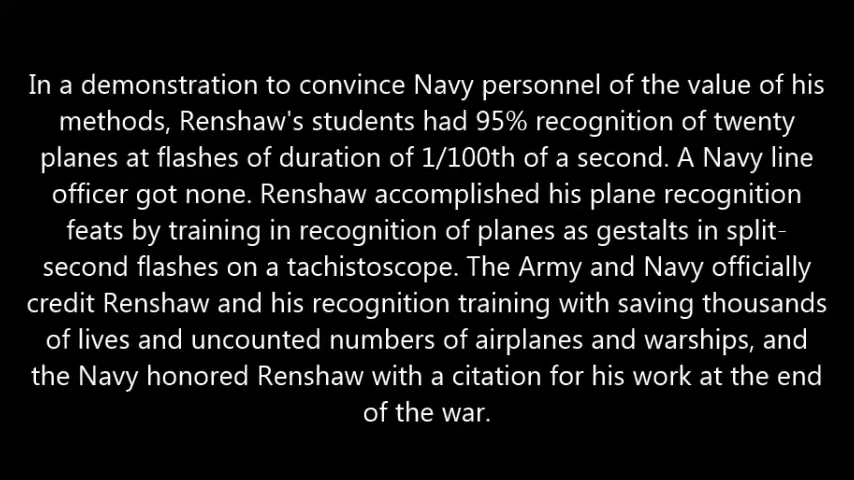 In a demonstration to convince Navy personnel of the value of his
methods, Renshaw's students had 95% recognition of twenty
planes at flashes of duration of 1/100th of a second. A Navy line
officer got none. Renshaw accomplished his plane recognition
feats by training in recognition of planes as gestalts in split-
second flashes on a tachistoscope. The Army and Navy officially
credit Renshaw and his recognition training with saving thousands
of lives and uncounted numbers of airplanes and warships, and
the Navy honored Renshaw with a citation for his work at the end
of the war.